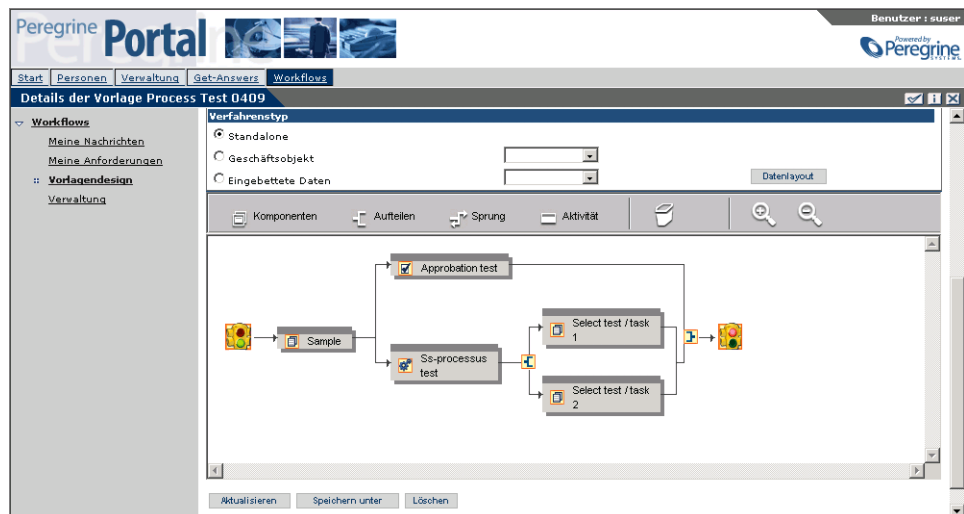 Peregrine Portal
Benutzer : suser
Powered by
Peregrine
SYSTEMS
Start Personen Verwaltung Get-Answers Workflows
Details der Vorlage Process Test 0409
Workflows
Meine Nachrichten
Meine Anforderungen
Vorlagendesign
Verwaltung
Verfahrenstyp
Standalone
Geschäftsobjekt
Eingebettete Daten
Datenlayout
Komponenten Aufteilen Sprung Aktivität
Approbation test
Sample
Ss-processus
test
Select test / task
1
Select test / task
2
Aktualisieren Speichern unter Löschen